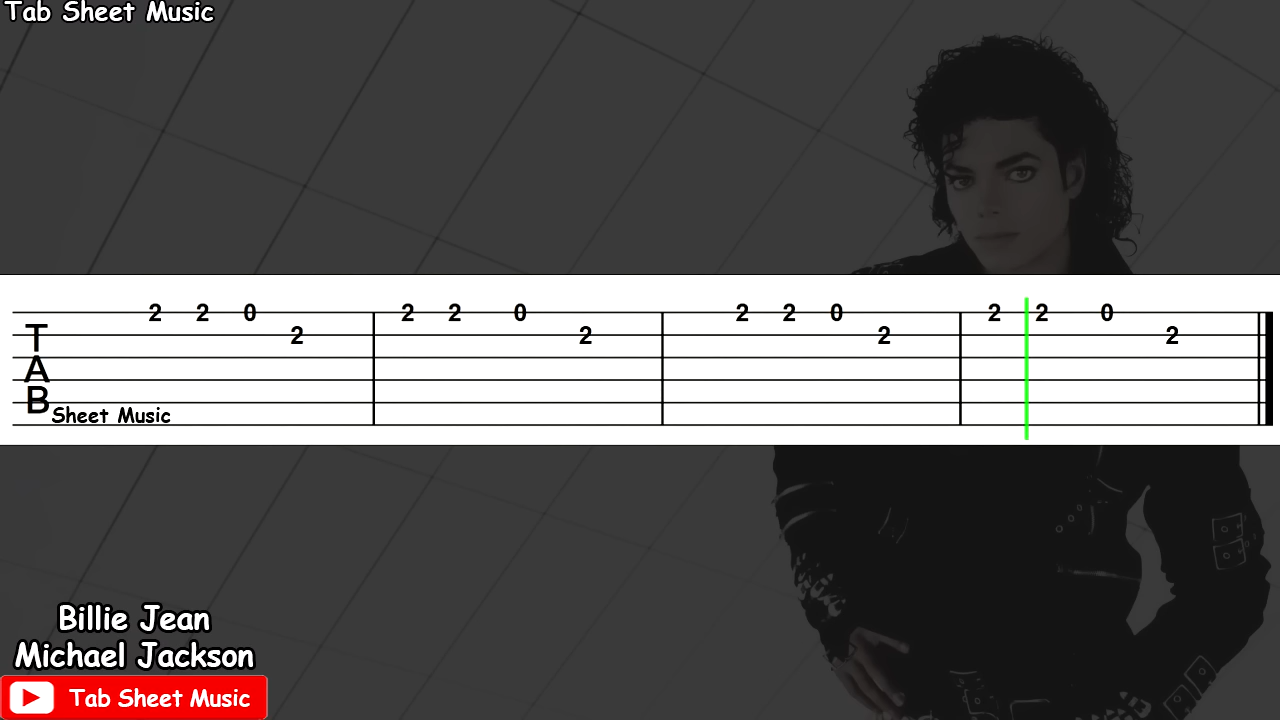 Tab Sheet Music
2 2 0 2 2 0 2 2 0 2 2 0
T 2 2 2 2
A
B Sheet Music
Billie Jean
Michael Jackson
Tab Sheet Music